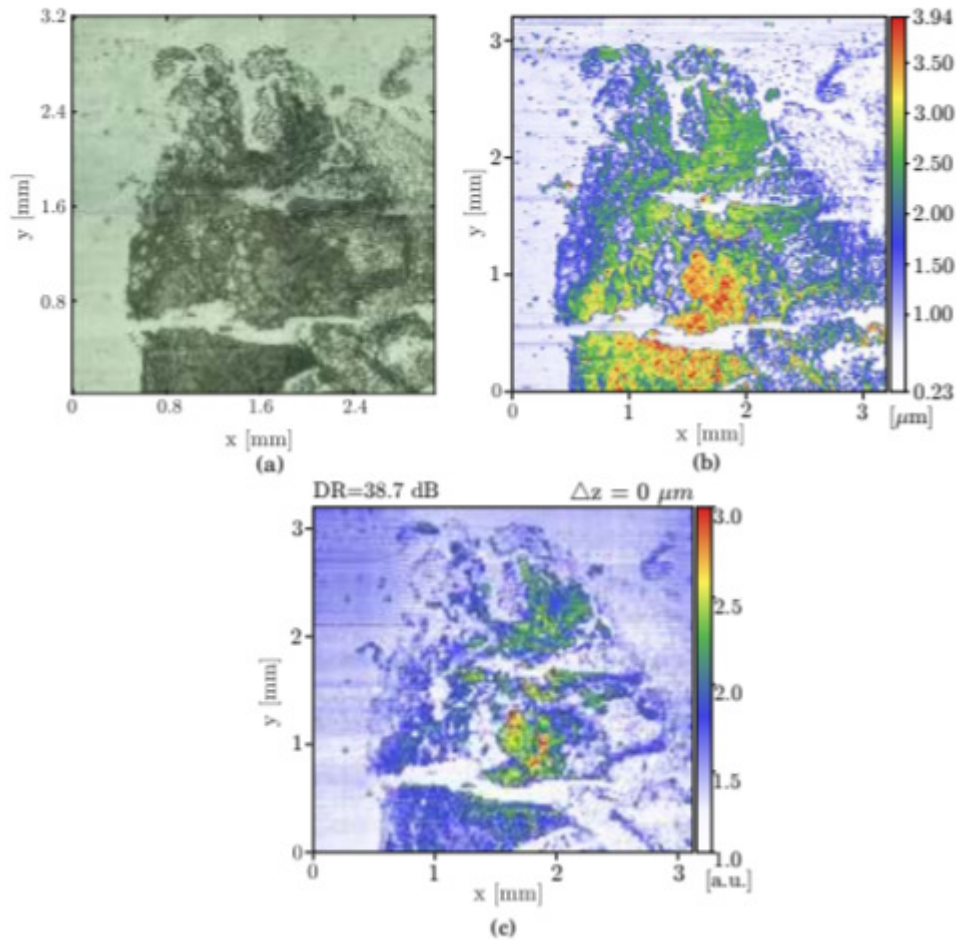 3.2
2.4
1.6
0.8
0
0.8
1.6
2.4
y [mm]
x [mm]
(a)
3
2
1
0
0
1
2
3
y [mm]
x [mm]
3.94
3.50
3.00
2.50
2.00
1.50
1.00
0.23
[μm]
(b)
DR=38.7 dB
△z = 0 μm
3
2
1
0
0
1
2
3
y [mm]
x [mm]
3.0
2.5
2.0
1.5
1.0
[a.u.]
(c)